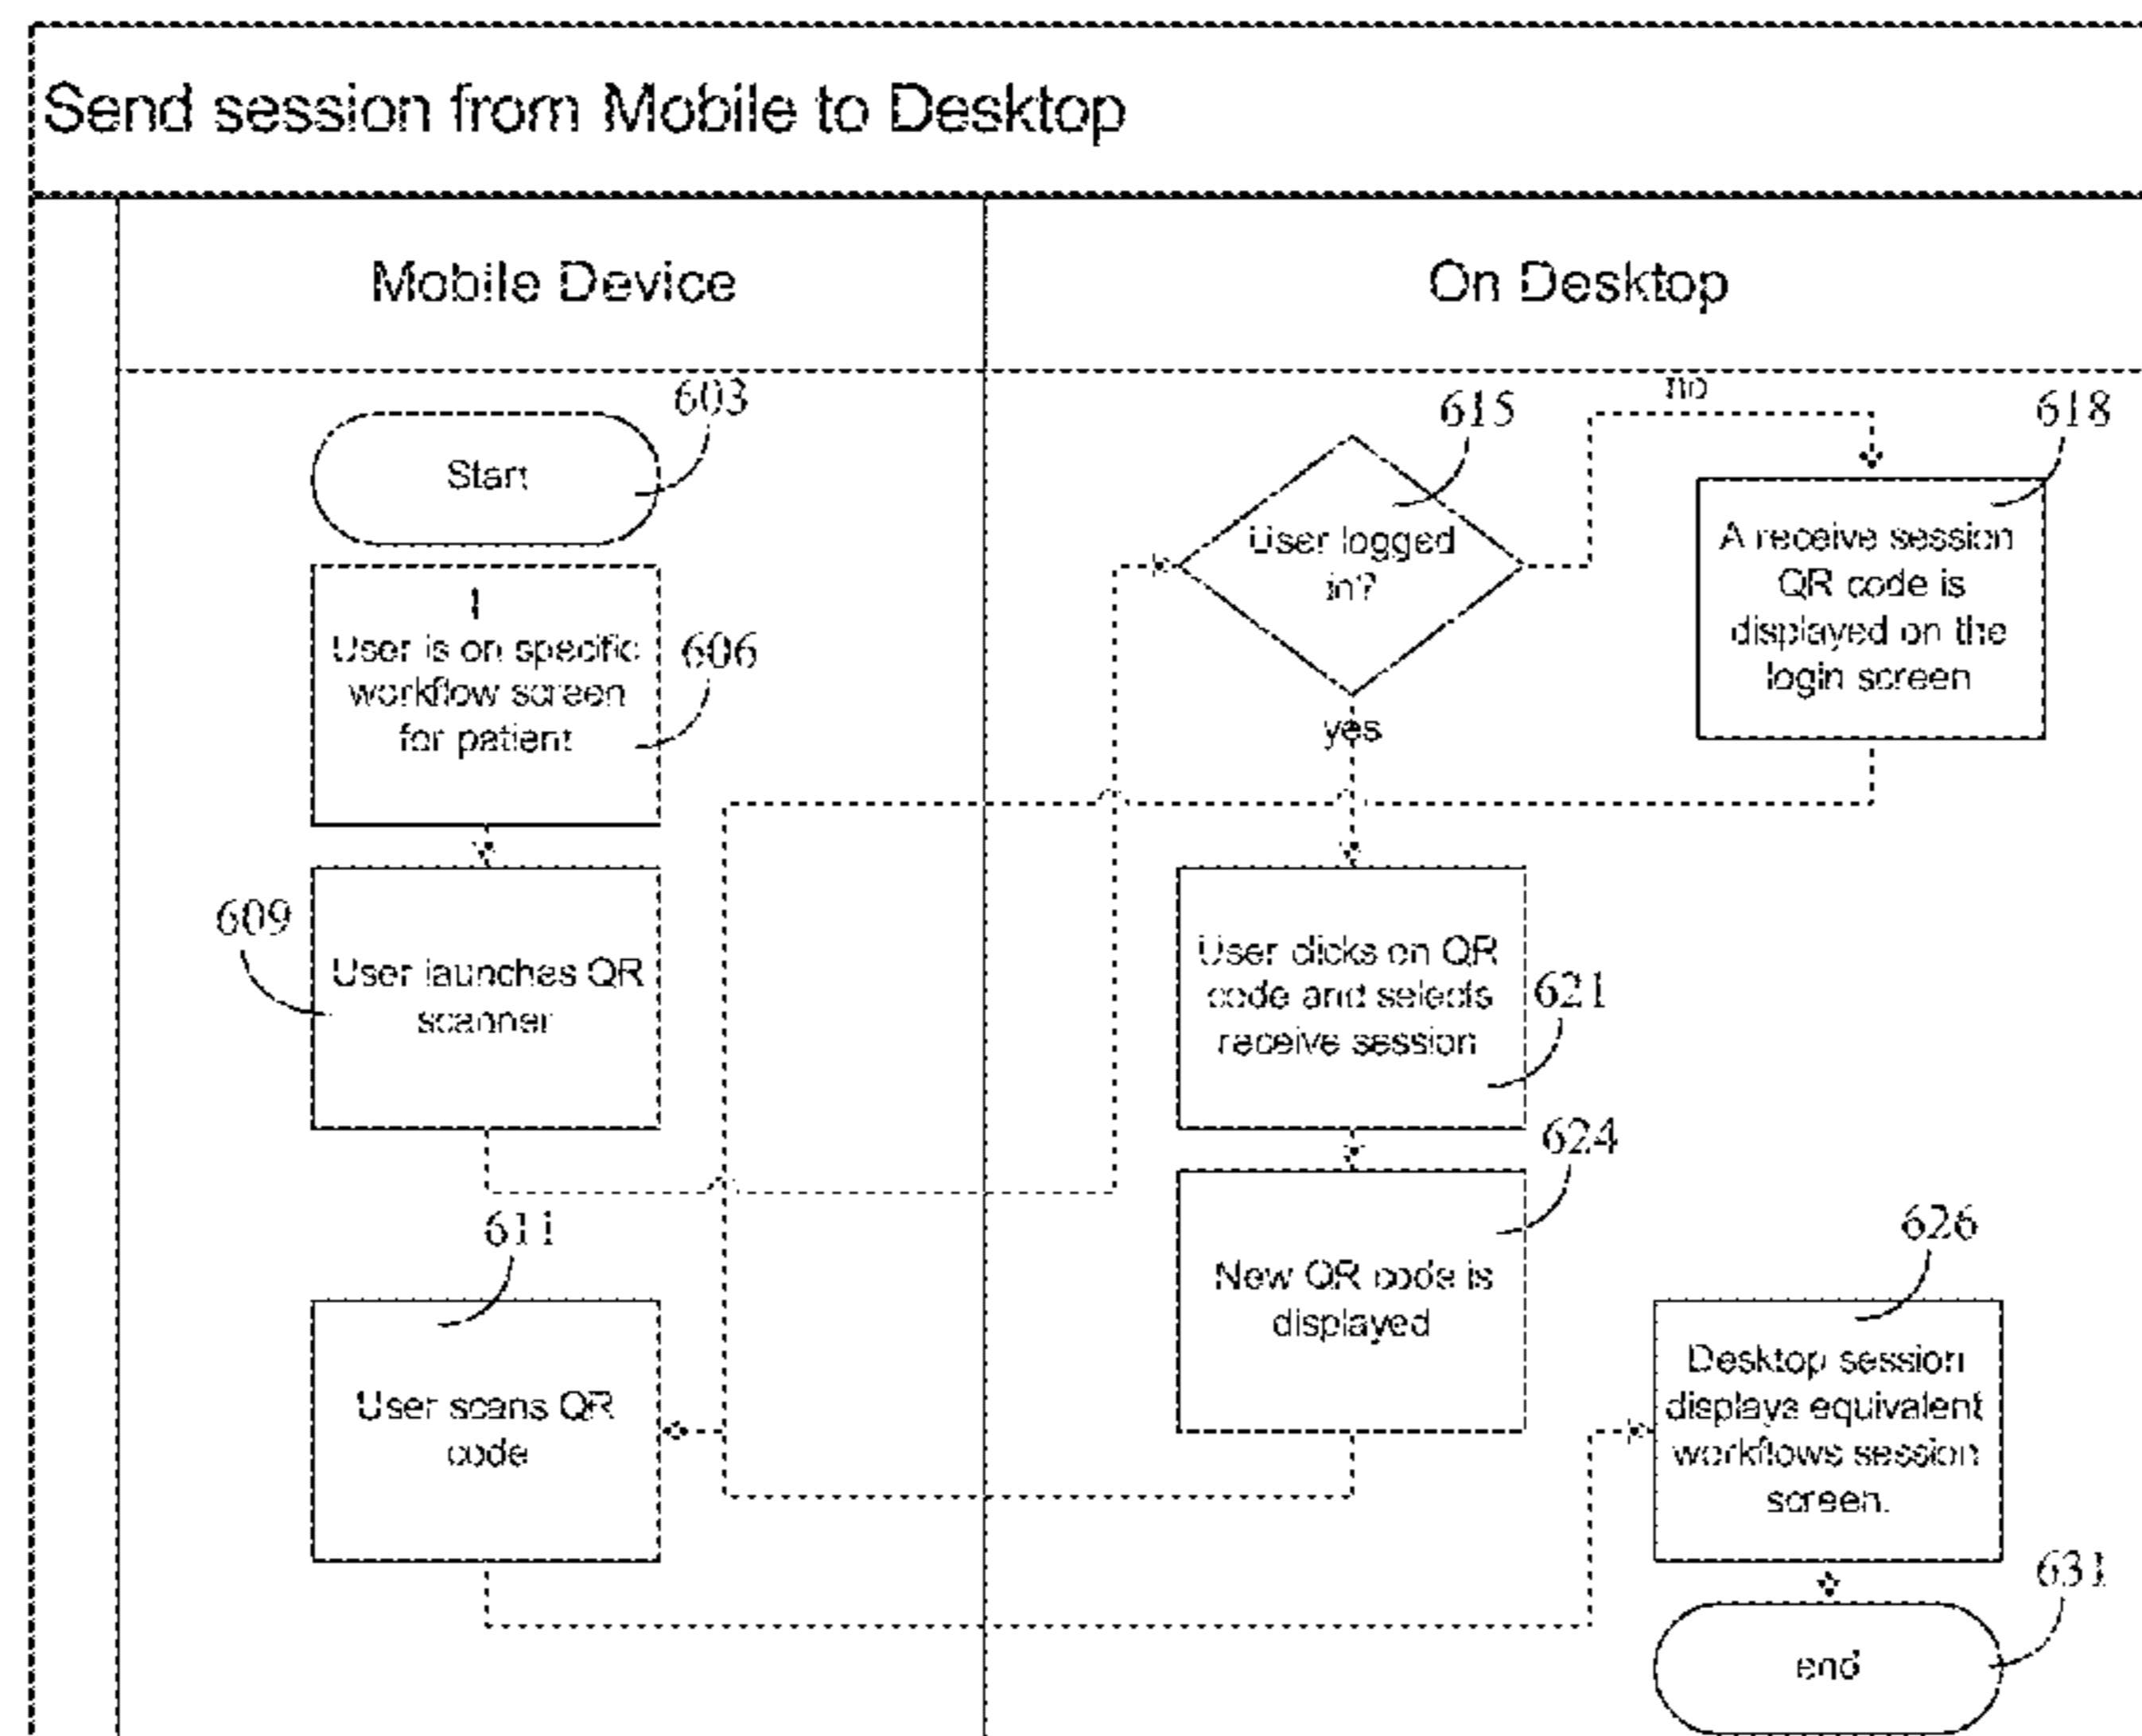 Send session from Mobile to Desktop
Mobile Device
On Desktop
603
Start
606
User is on specific
workflow screen
for patient
609
User launches QR
scanner
611
User scans QR
code
615
User logged
in?
no
yes
618
A receive session
QR code is
displayed on the
login screen
621
User clicks on QR
code and selects
receive session
624
New QR code is
displayed
626
Desktop session
displays equivalent
workflows session
screen.
631
end